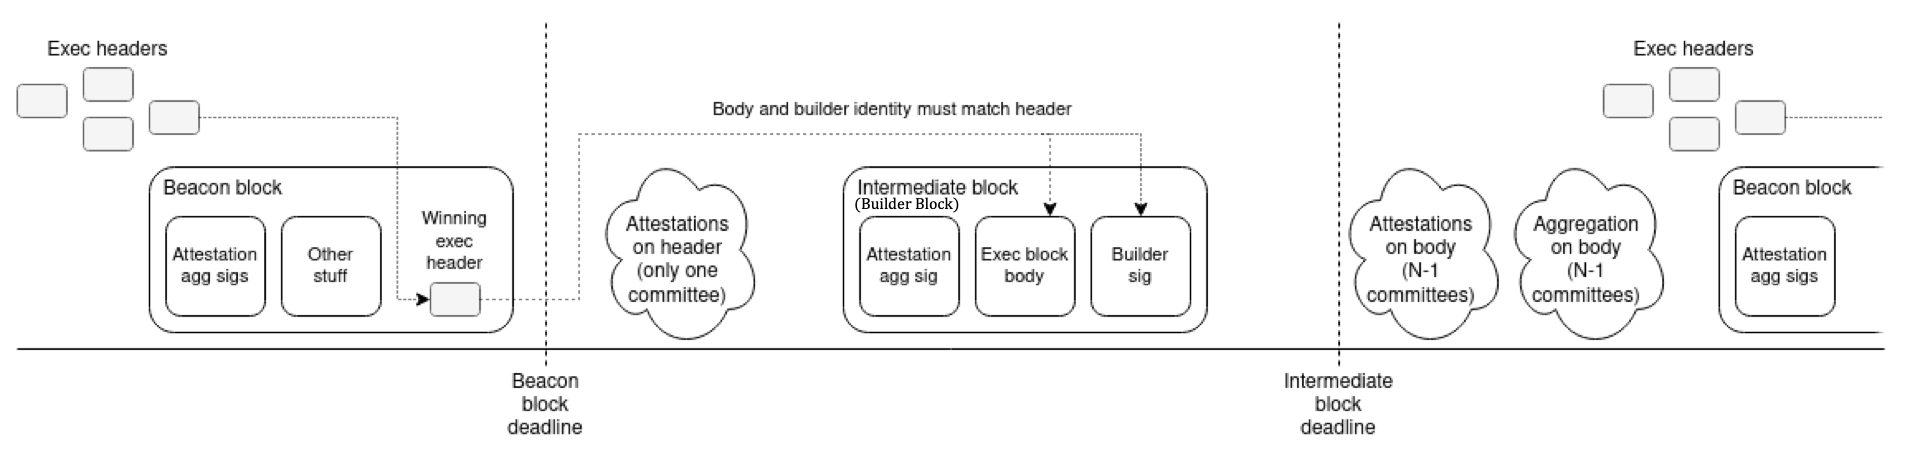 Exec headers
Beacon block
Attestation
agg sigs
Other
stuff
Winning
exec
header
Beacon
block
deadline
Body and builder identity must match header
Attestations
on header
(only one
committee)
Intermediate block
(Builder Block)
Attestation
agg sig
Exec block
body
Builder
sig
Intermediate
block
deadline
Attestations
on body
(N-1
committees)
Aggregation
on body
(N-1
committees)
Exec headers
Beacon block
Attestation
agg sigs